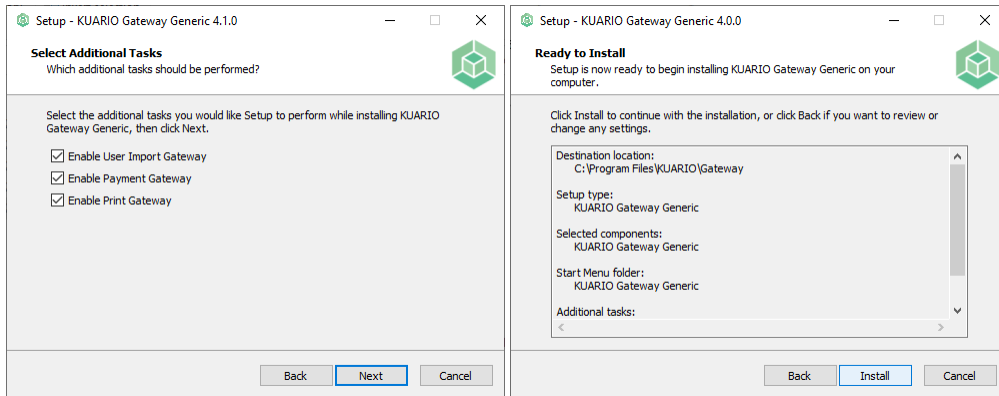 Setup - KUARIO Gateway Generic 4.1.0
Select Additional Tasks
Which additional tasks should be performed?
Select the additional tasks you would like Setup to perform while installing KUARIO
Gateway Generic, then click Next.
Enable User Import Gateway
Enable Payment Gateway
Enable Print Gateway
Back
Next
Cancel
Setup - KUARIO Gateway Generic 4.0.0
Ready to Install
Setup is now ready to begin installing KUARIO Gateway Generic on your
computer.
Click Install to continue with the installation, or click Back if you want to review or
change any settings.
Destination location:
C:\Program Files\KUARIO\Gateway
Setup type:
KUARIO Gateway Generic
Selected components:
KUARIO Gateway Generic
Start Menu folder:
KUARIO Gateway Generic
Additional tasks:
Back
Install
Cancel